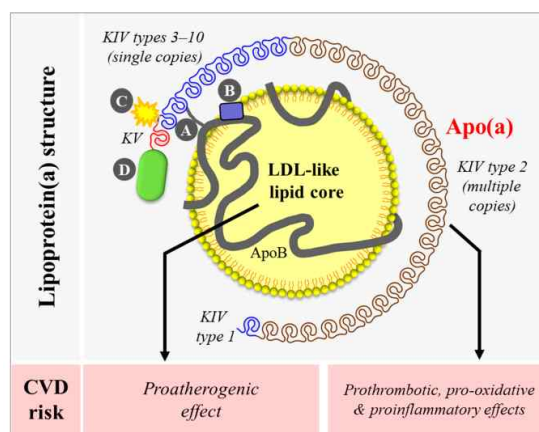 Lipoprotein(a) structure
KIV types 3–10
(single copies)
C
B
KV
A
D
Apo(a)
LDL-like
lipid core
KIV type 2
(multiple
copies)
ApoB
KIV
type 1
CVD
risk
Proatherogenic
effect
Prothrombotic, pro-oxidative
& proinflammatory effects